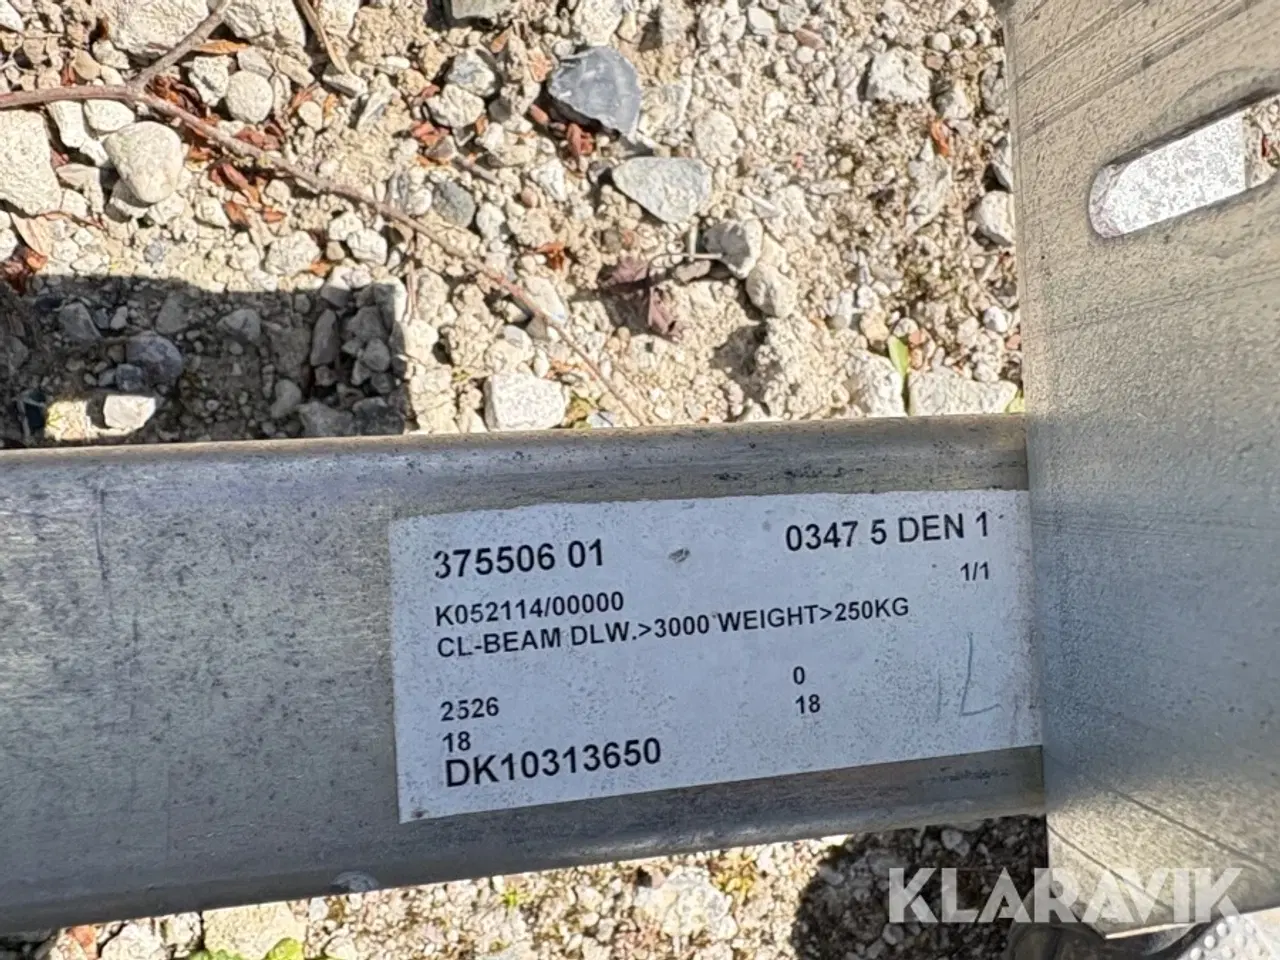 375506 01 0347 5 DEN 1
1/1
K052114/00000
CL-BEAM DLW.>3000 WEIGHT>250KG
2526 0
18 18
DK10313650
KLARAVIK